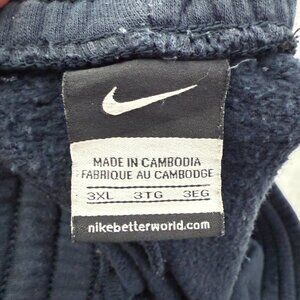 MADE IN CAMBODIA
FABRIQUE AU CAMBODGE
3XL 3TG 3EG
nikebetterworld.com